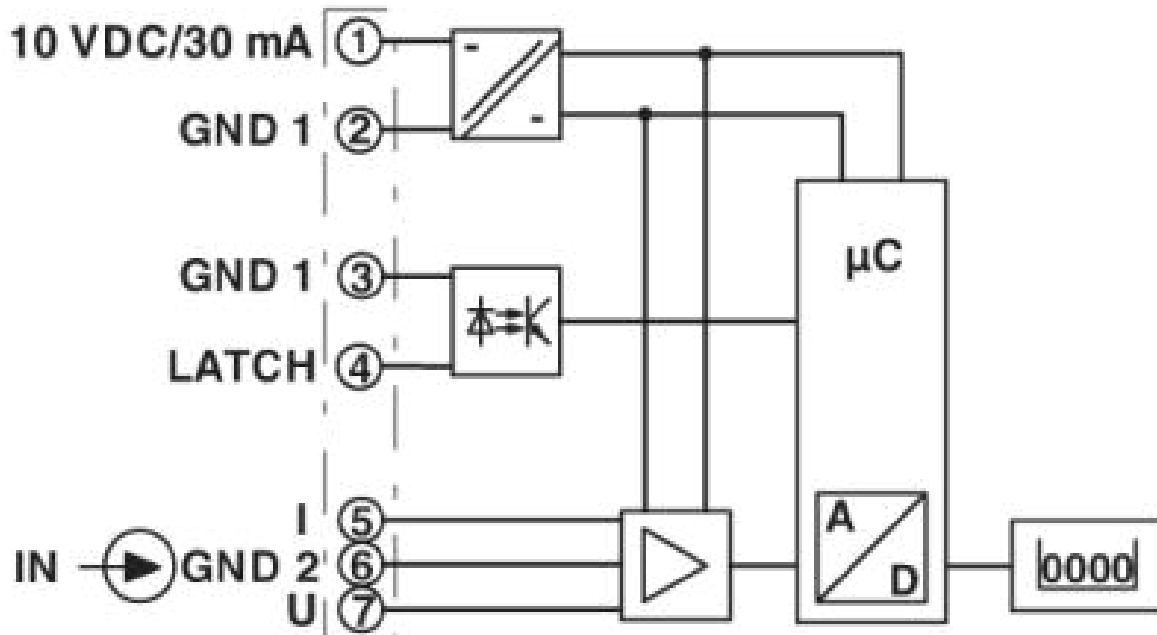 10 VDC/30 mA 1
GND 1 2
GND 1 3
LATCH 4
µC
I 5
IN GND 2 6
U 7
A
D
0000